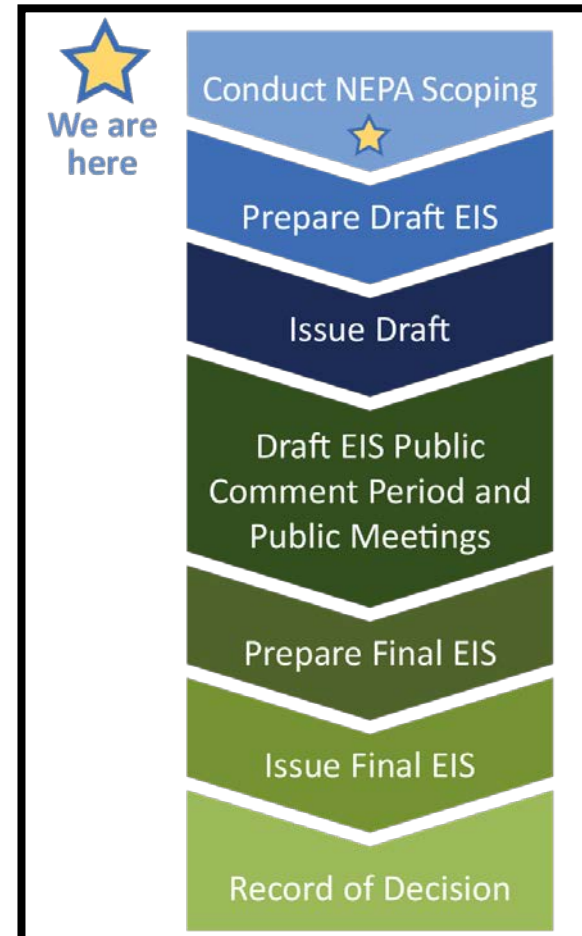 We are
here
Conduct NEPA Scoping
Prepare Draft EIS
Issue Draft
Draft EIS Public
Comment Period and
Public Meetings
Prepare Final EIS
Issue Final EIS
Record of Decision